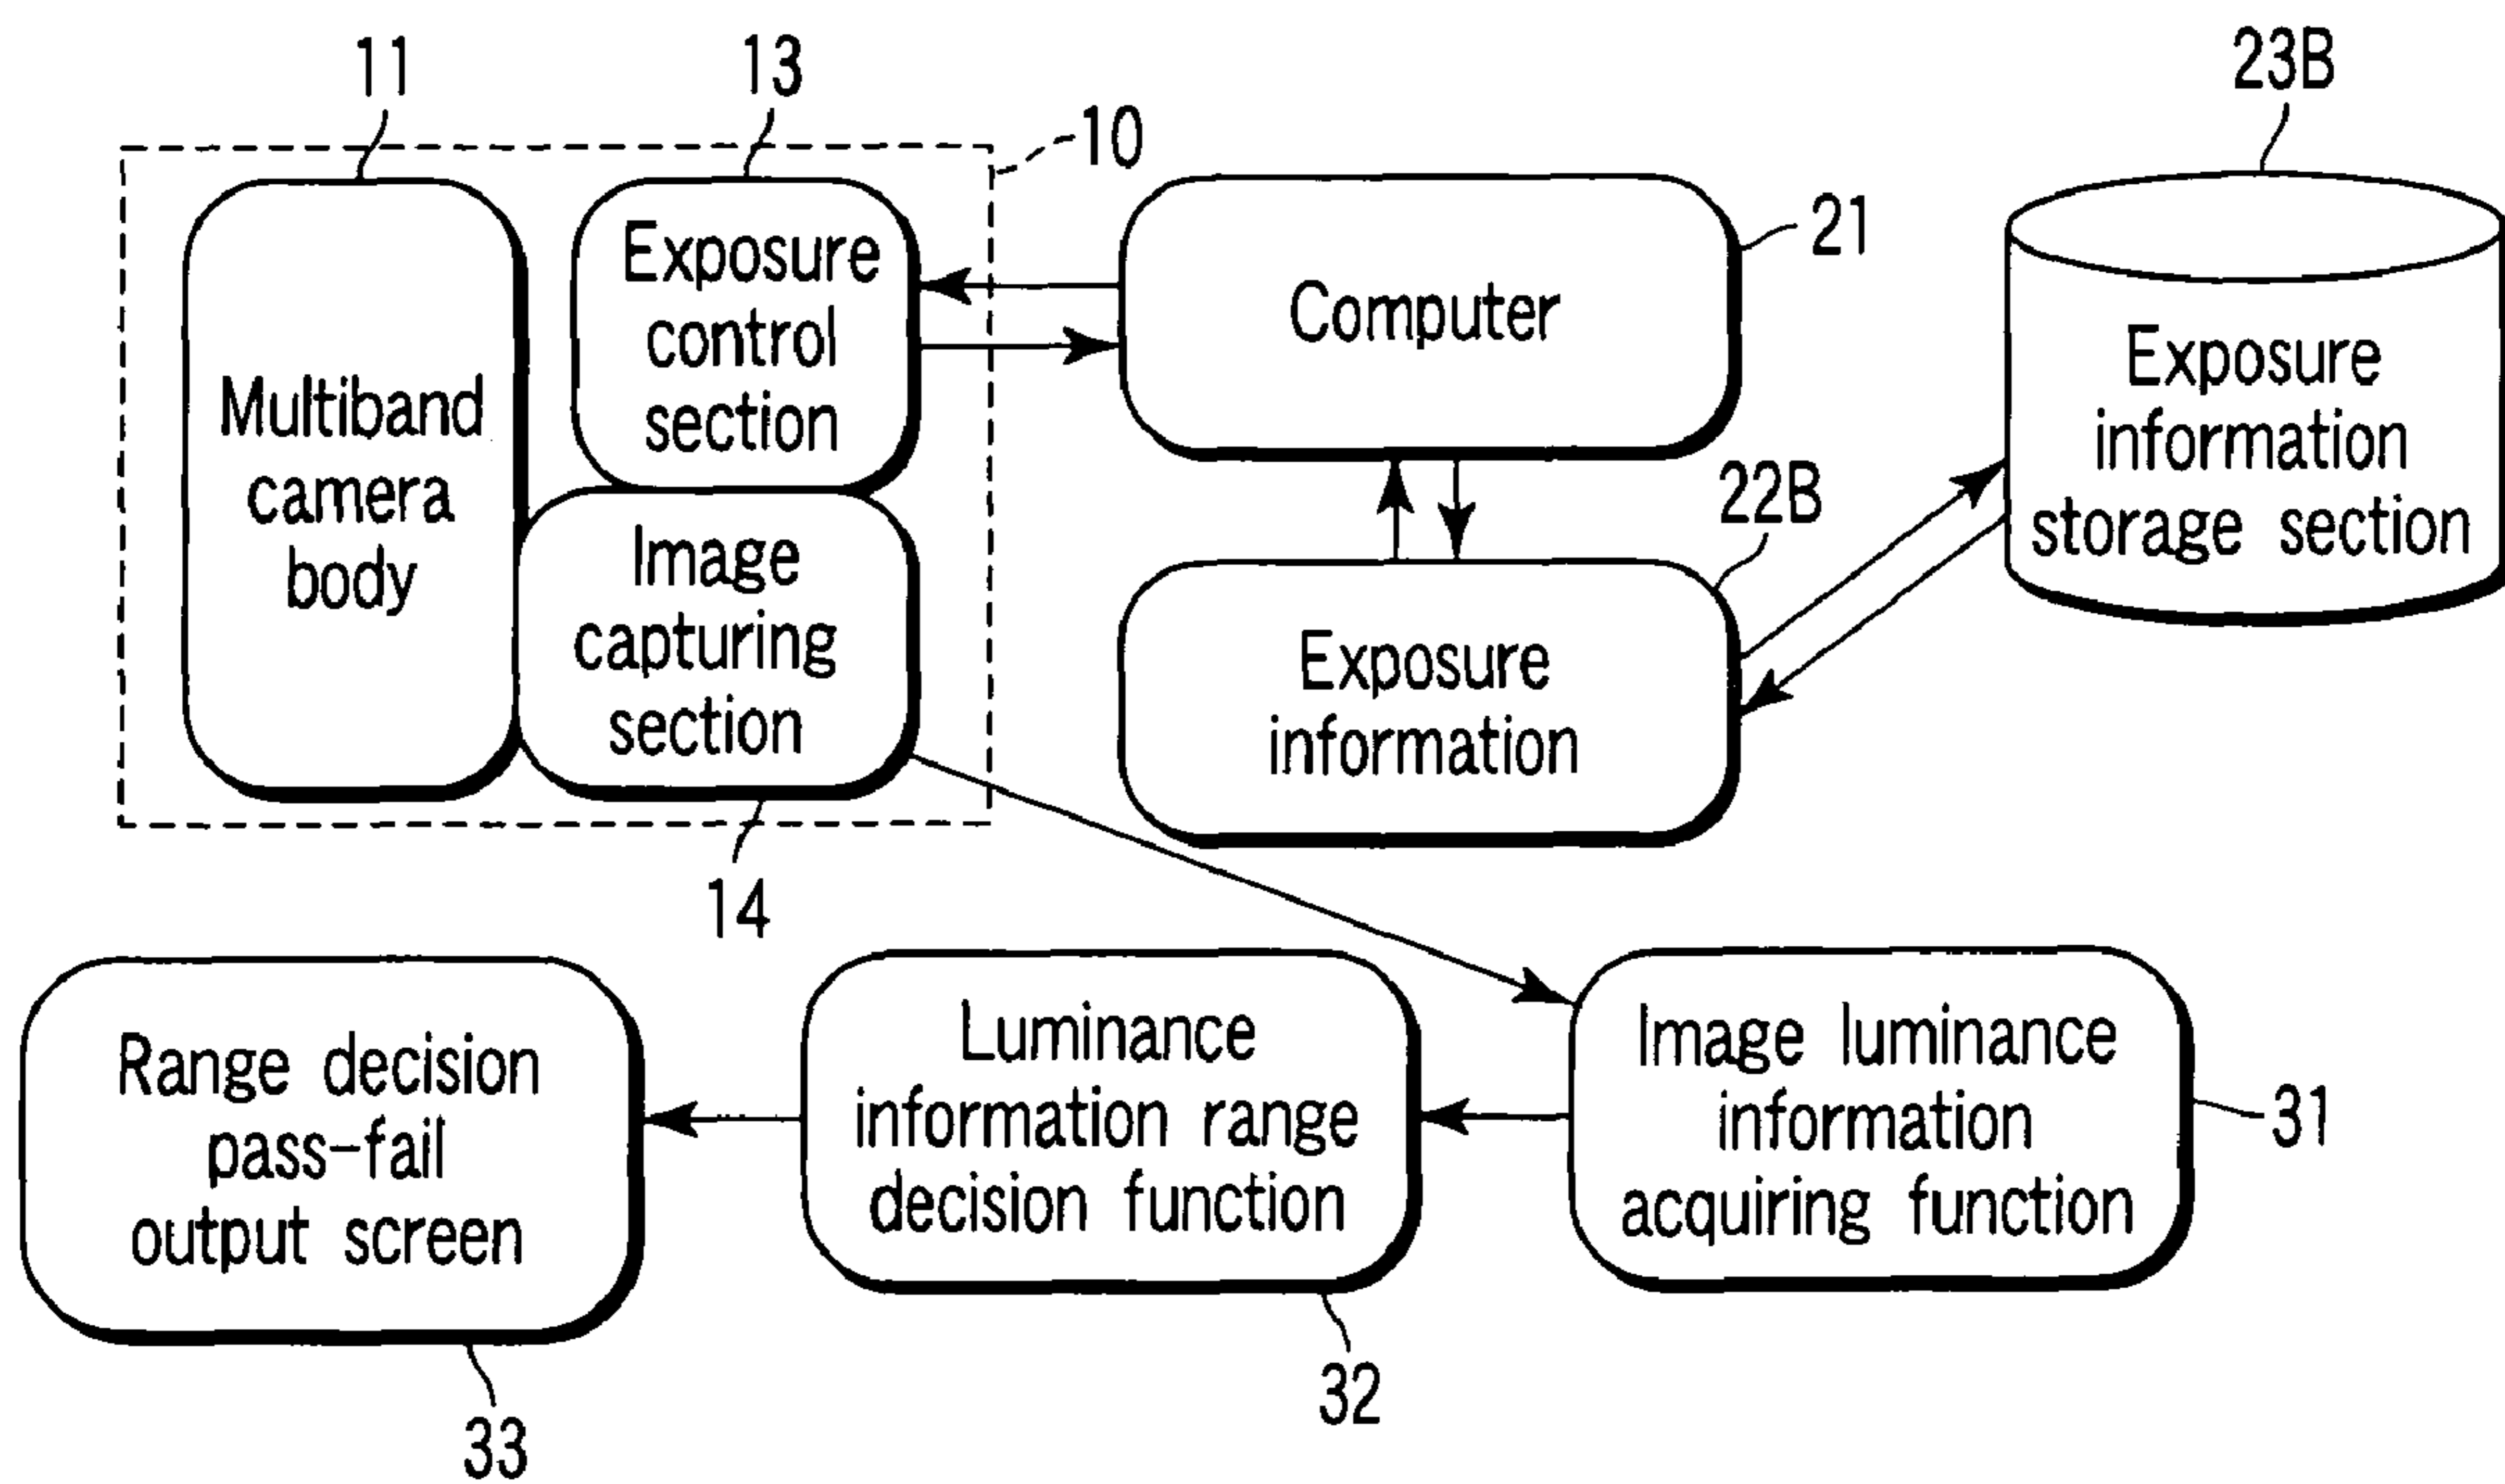 11
13
10
23B
21
Multiband
camera
body
Exposure
control
section
Image
capturing
section
14
Computer
22B
Exposure
information
Exposure
information
storage section
Range decision
pass-fail
output screen
33
Luminance
information range
decision function
32
Image luminance
information
acquiring function
31